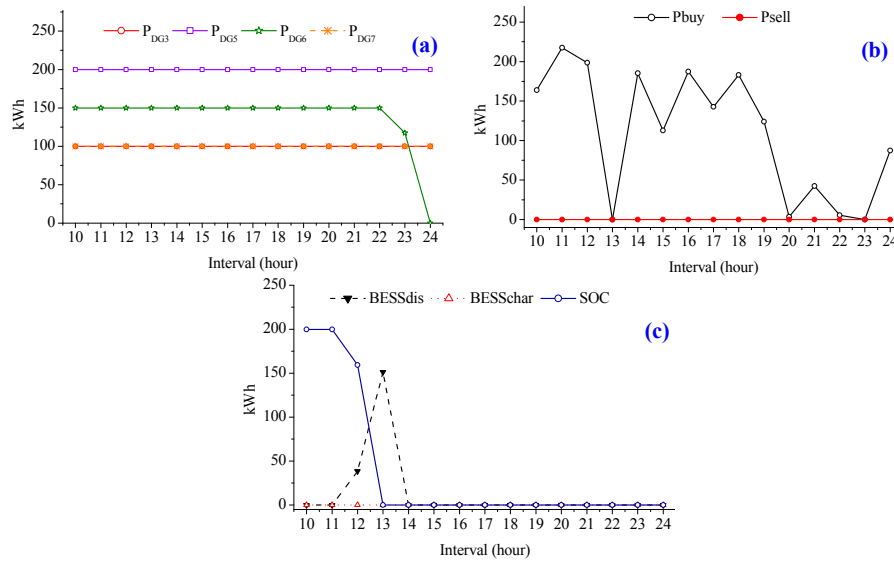 P DG3 P DG5 P DG6 P DG7
(a)
250
200
150
100
50
0
kWh
10 11 12 13 14 15 16 17 18 19 20 21 22 23 24
Interval (hour)
Pbuy Psell
(b)
250
200
150
100
50
0
kWh
10 11 12 13 14 15 16 17 18 19 20 21 22 23 24
Interval (hour)
BESSdis BESSchar SOC
(c)
250
200
150
100
50
0
kWh
10 11 12 13 14 15 16 17 18 19 20 21 22 23 24
Interval (hour)